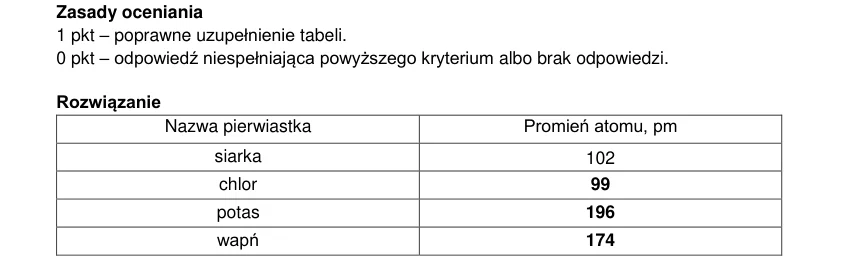 Zasady oceniania
1 pkt – poprawne uzupełnienie tabeli.
0 pkt – odpowiedź niespełniająca powyższego kryterium albo brak odpowiedzi.
Rozwiązanie
Nazwa pierwiastka Promień atomu, pm
siarka 102
chlor 99
potas 196
wapń 174